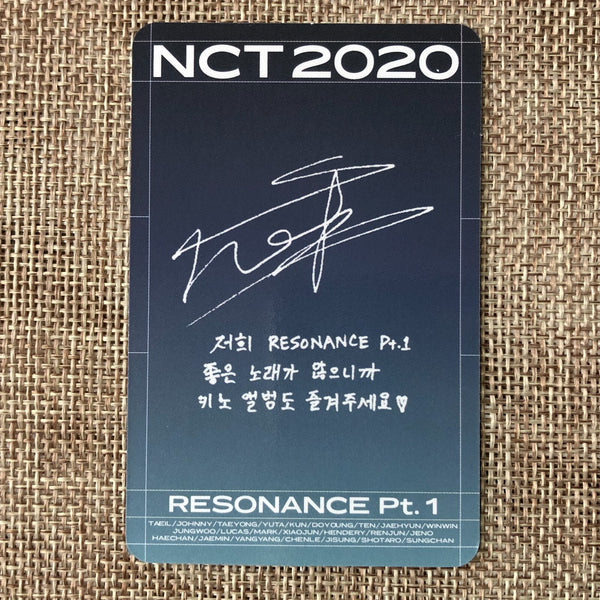 NCT 2020
저희 RESONANCE Pt.1
좋은 노래가 많으니까
키노 앨범도 즐겨주세요♡
RESONANCE Pt. 1
TAEIL/JOHNNY/TAEYONG/YUTA/KUN/DOYOUNG/TEN/JAEHYUN/WINWIN
JUNGWOO/LUCAS/MARK/XIAOJUN/HENDERY/RENJUN/JENO
HAECHAN/JAEMIN/YANGYANG/CHENLE/JISUNG/SHOTARO/SUNGCHAN